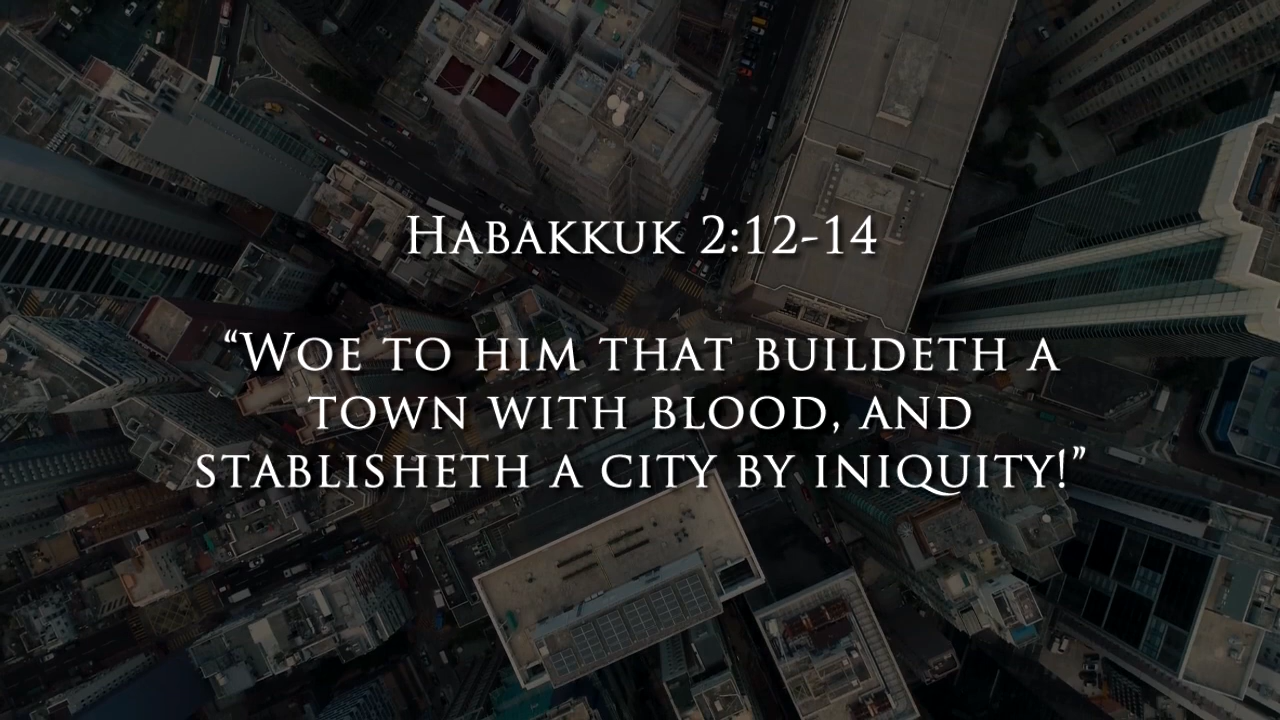 Habakkuk 2:12-14
“Woe to him that buildeth a
town with blood, and
stablisheth a city by iniquity!”